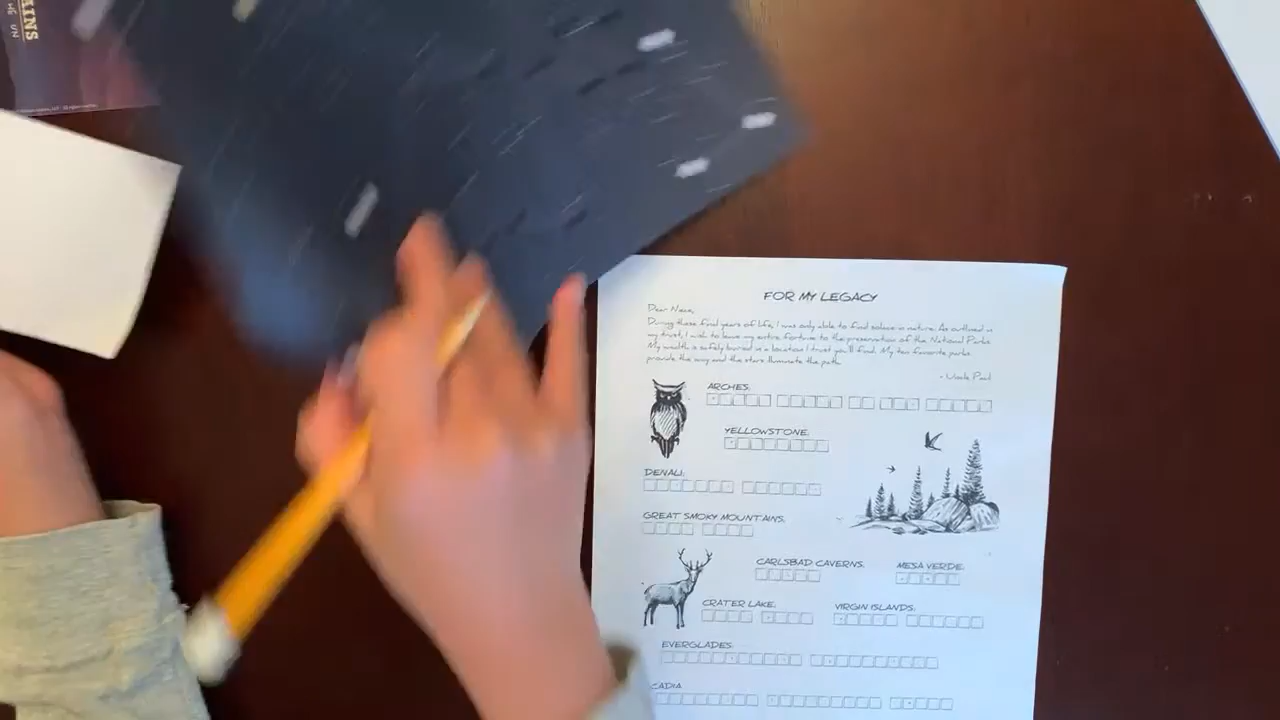 AINS
FOR MY LEGACY
Dear Niece,
During these final years of life, I was only able to find solace in nature. As outlined in
my trust, I wish to leave my entire fortune to the preservation of the National Parks.
My wealth is safely buried in a location I trust you'll find. My ten favorite parks
provide the way and the stars illuminate the path.
- Uncle Paul
ARCHES:
YELLOWSTONE:
DENALI:
GREAT SMOKY MOUNTAINS:
CARLSBAD CAVERNS:
MESA VERDE:
CRATER LAKE:
VIRGIN ISLANDS:
EVERGLADES:
CADIA